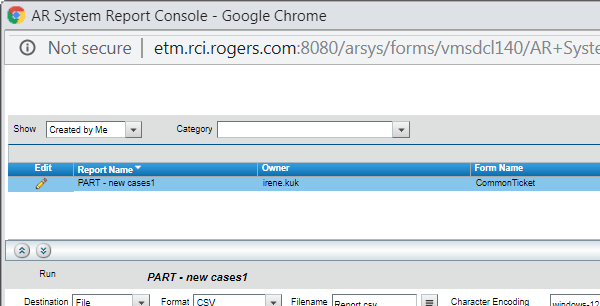 AR System Report Console - Google Chrome
Not secure etm.rci.rogers.com:8080/arsys/forms/vmsdcl140/AR+Syste
Show Created by Me Category
Edit Report Name Owner Form Name
PART - new cases1 irene.kuk CommonTicket
Run PART - new cases1
Destination File Format CSV Filename Report.csv Character Encoding windows-12